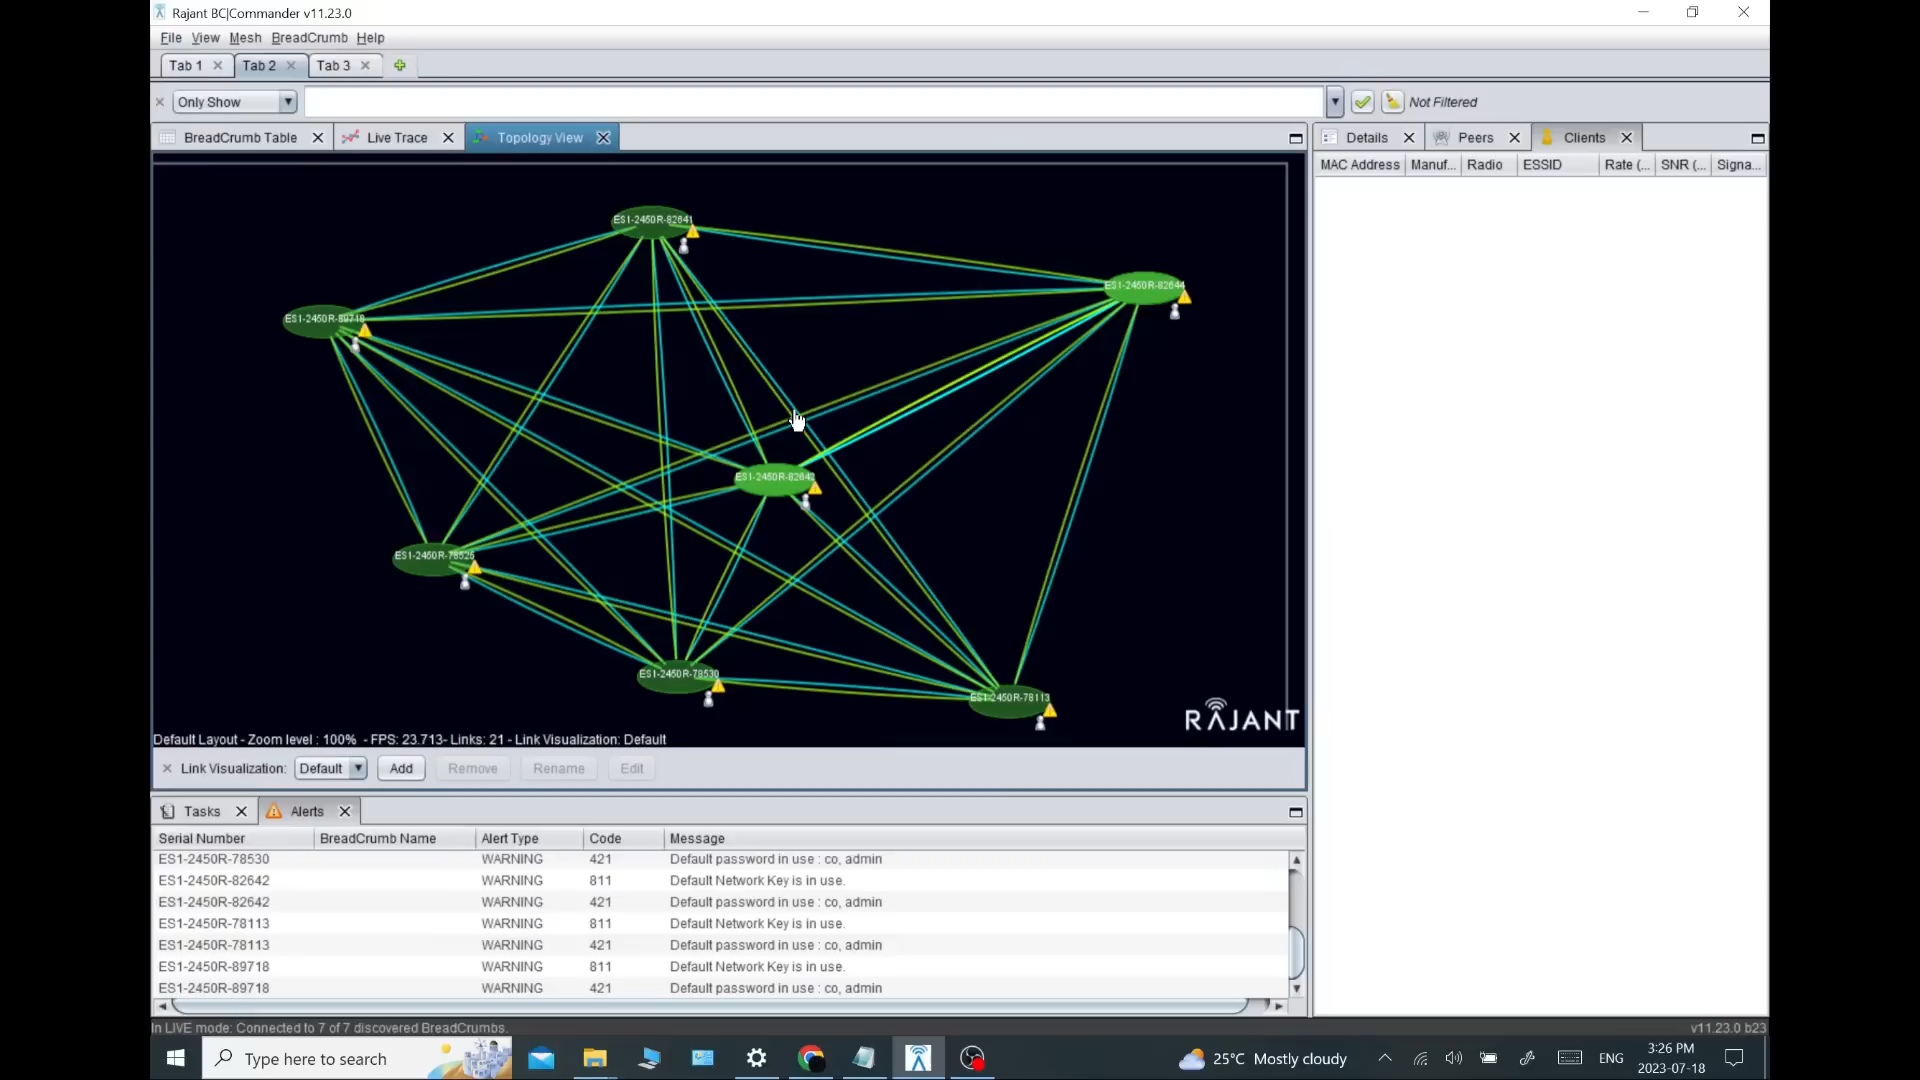 Rajant BC|Commander v11.23.0
File View Mesh BreadCrumb Help
Tab 1 Tab 2 Tab 3
Only Show Not Filtered
BreadCrumb Table Live Trace Topology View
Details Peers Clients
MAC Address Manuf... Radio ESSID Rate (... SNR (... Signa...
ES1-2450R-82641
ES1-2450R-82644
ES1-2450R-89718
ES1-2450R-82642
ES1-2450R-78525
ES1-2450R-78530
ES1-2450R-78113
RAJANT
Default Layout - Zoom level : 100% - FPS: 23.713- Links: 21 - Link Visualization: Default
Link Visualization: Default Add Remove Rename Edit
Tasks Alerts
Serial Number BreadCrumb Name Alert Type Code Message
ES1-2450R-78530 WARNING 421 Default password in use : co, admin
ES1-2450R-82642 WARNING 811 Default Network Key is in use.
ES1-2450R-82642 WARNING 421 Default password in use : co, admin
ES1-2450R-78113 WARNING 811 Default Network Key is in use.
ES1-2450R-78113 WARNING 421 Default password in use : co, admin
ES1-2450R-89718 WARNING 811 Default Network Key is in use.
ES1-2450R-89718 WARNING 421 Default password in use : co, admin
In LIVE mode: Connected to 7 of 7 discovered BreadCrumbs.
v11.23.0 b23
Type here to search
25°C Mostly cloudy
ENG
3:26 PM
2023-07-18